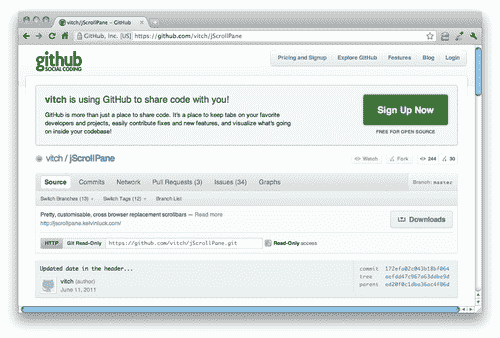 vitch/jScrollPane - GitHub
GitHub, Inc. [US] https://github.com/vitch/jScrollPane
github
SOCIAL CODING
Pricing and Signup Explore GitHub Features Blog Login
vitch is using GitHub to share code with you!
GitHub is more than just a place to share code. It's a place to keep tabs on your favorite
developers and projects, easily contribute fixes and new features, and visualize what's going
on inside your codebase!
Sign Up Now
FREE FOR OPEN SOURCE
vitch / jScrollPane
Watch Fork 244 30
Source Commits Network Pull Requests (3) Issues (34) Graphs
Branch: master
Switch Branches (13) Switch Tags (12) Branch List
Pretty, customisable, cross browser replacement scrollbars — Read more
http://jscrollpane.kelvinluck.com/
Downloads
HTTP Git Read-Only https://github.com/vitch/jScrollPane.git Read-Only access
Updated date in the header...
vitch (author)
June 11, 2011
commit
tree
parent